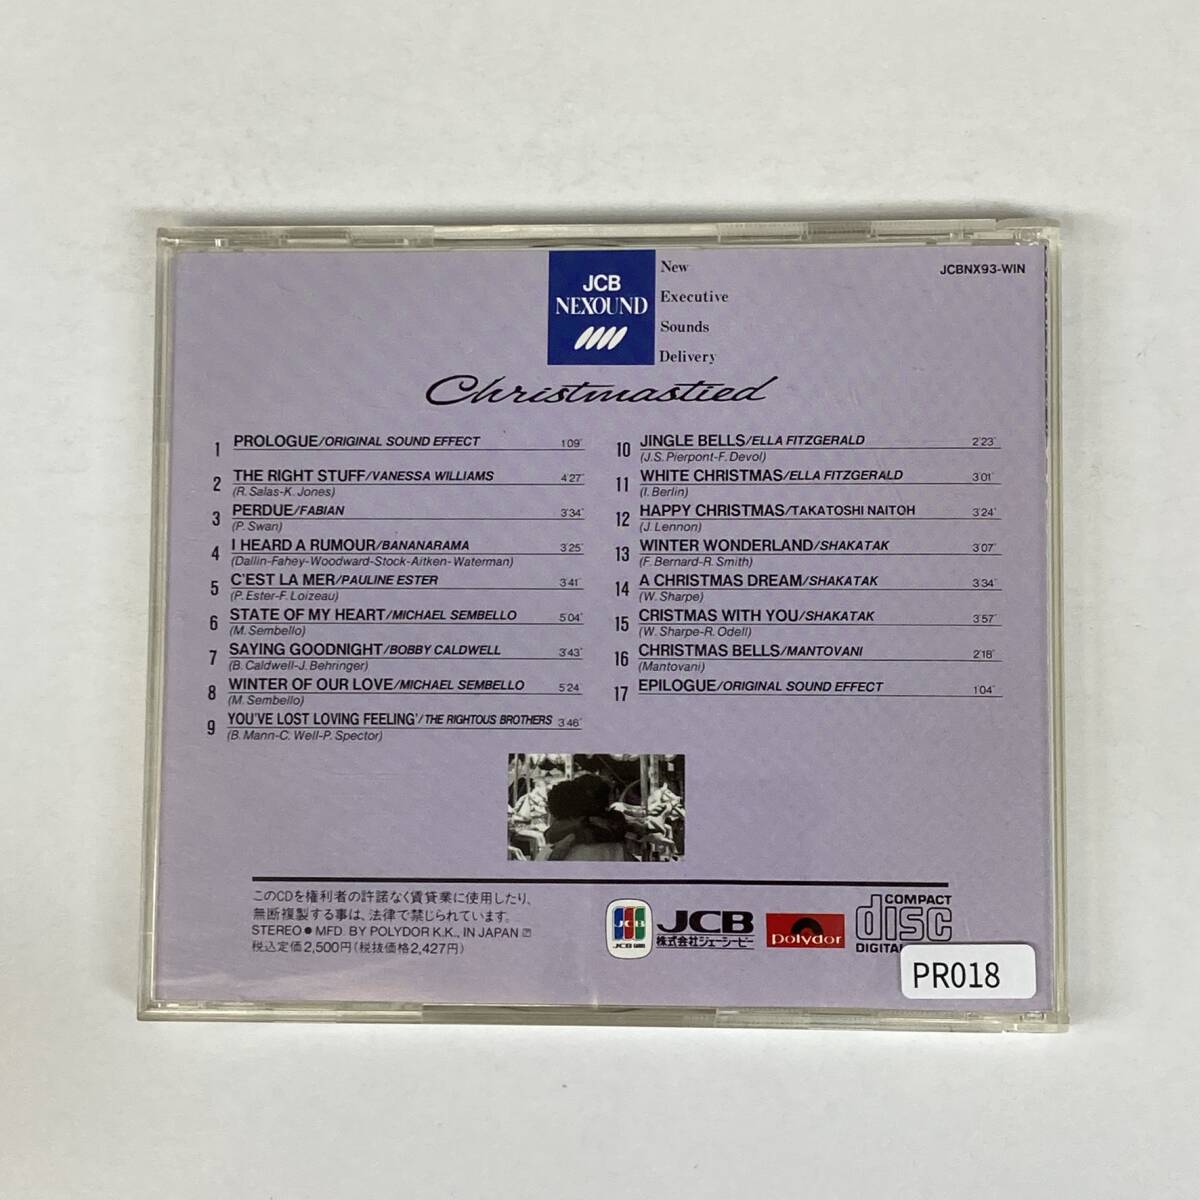 JCB
NEXOUND
New
Executive
Sounds
Delivery
JCBNX93-WIN
Christmastied
1 PROLOGUE/ORIGINAL SOUND EFFECT 1'09"
2 THE RIGHT STUFF/VANESSA WILLIAMS 4'27"
(R. Salas-K. Jones)
3 PERDUE/FABIAN 3'34"
(P. Swan)
4 I HEARD A RUMOUR/BANANARAMA 3'25"
(Dallin-Fahey-Woodward-Stock-Aitken-Waterman)
5 C'EST LA MER/PAULINE ESTER 3'41"
(P. Ester-F. Loizeau)
6 STATE OF MY HEART/MICHAEL SEMBELLO 5'04"
(M. Sembello)
7 SAYING GOODNIGHT/BOBBY CALDWELL 3'43"
(B. Caldwell-J. Behringer)
8 WINTER OF OUR LOVE/MICHAEL SEMBELLO 5'24"
(M. Sembello)
9 YOU'VE LOST LOVING FEELING'/THE RIGHTOUS BROTHERS 3'46"
(B. Mann-C. Well-P. Spector)
10 JINGLE BELLS/ELLA FITZGERALD 2'23"
(J.S. Pierpont-F. Devol)
11 WHITE CHRISTMAS/ELLA FITZGERALD 3'01"
(I. Berlin)
12 HAPPY CHRISTMAS/TAKATOSHI NAITOH 3'24"
(J. Lennon)
13 WINTER WONDERLAND/SHAKATAK 3'07"
(F. Bernard-R. Smith)
14 A CHRISTMAS DREAM/SHAKATAK 3'34"
(W. Sharpe)
15 CRISTMAS WITH YOU/SHAKATAK 3'57"
(W. Sharpe-R. Odell)
16 CHRISTMAS BELLS/MANTOVANI 2'18"
(Mantovani)
17 EPILOGUE/ORIGINAL SOUND EFFECT 1'04"
このCDを権利者の許諾なく賃貸業に使用したり、
無断複製する事は、法律で禁じられています。
STEREO● MFD. BY POLYDOR K.K., IN JAPAN Ⓟ
税込定価2,500円(税抜価格2,427円)
JCB
JCB CARD
JCB
株式会社ジェーシービー
Polydor
COMPACT
disc
DIGITAL
PR018